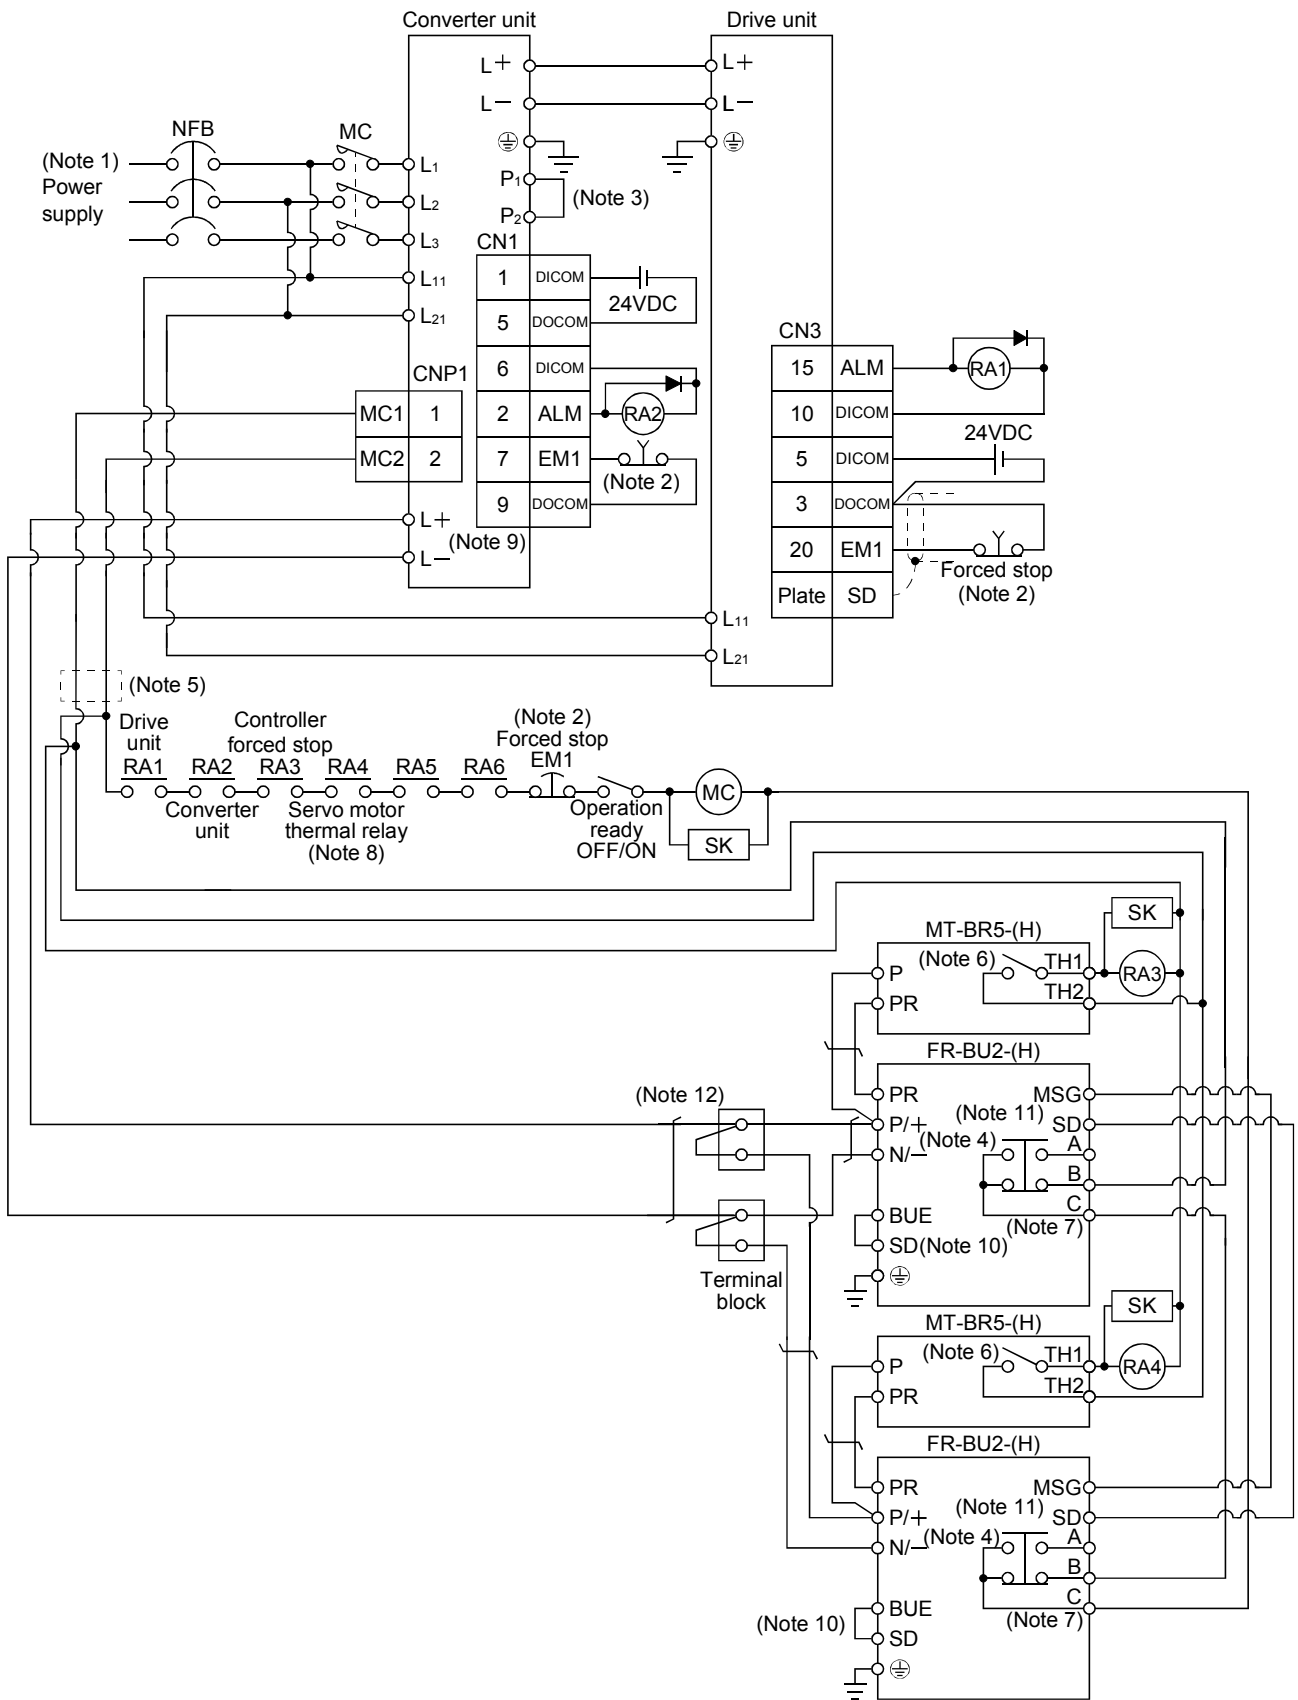 Converter unit
Drive unit
L+
L+
L−
L−
NFB
MC
(Note 1)
Power
supply
L1
L2
L3
L11
L21
P1
P2
(Note 3)
CN1
1 DICOM
5 DOCOM
24VDC
6 DICOM
2 ALM
RA2
7 EM1
(Note 2)
9 DOCOM
CNP1
MC1 1
MC2 2
L+
(Note 9)
L−
CN3
15 ALM
RA1
10 DICOM
24VDC
5 DICOM
3 DOCOM
20 EM1
Forced stop
(Note 2)
Plate SD
L11
L21
(Note 5)
Drive
unit
RA1
RA2
Converter
unit
Controller
forced stop
RA3
RA4
Servo motor
thermal relay
(Note 8)
RA5
RA6
(Note 2)
Forced stop
EM1
Operation
ready
OFF/ON
MC
SK
SK
MT-BR5-(H)
(Note 6)
P
TH1
RA3
PR
TH2
FR-BU2-(H)
(Note 12)
PR
MSG
(Note 11)
P/+
SD
(Note 4)
A
N/−
B
C
BUE
(Note 7)
SD(Note 10)
Terminal
block
SK
MT-BR5-(H)
(Note 6)
P
TH1
RA4
PR
TH2
FR-BU2-(H)
PR
MSG
(Note 11)
P/+
SD
(Note 4)
A
N/−
B
C
BUE
(Note 7)
(Note 10)
SD